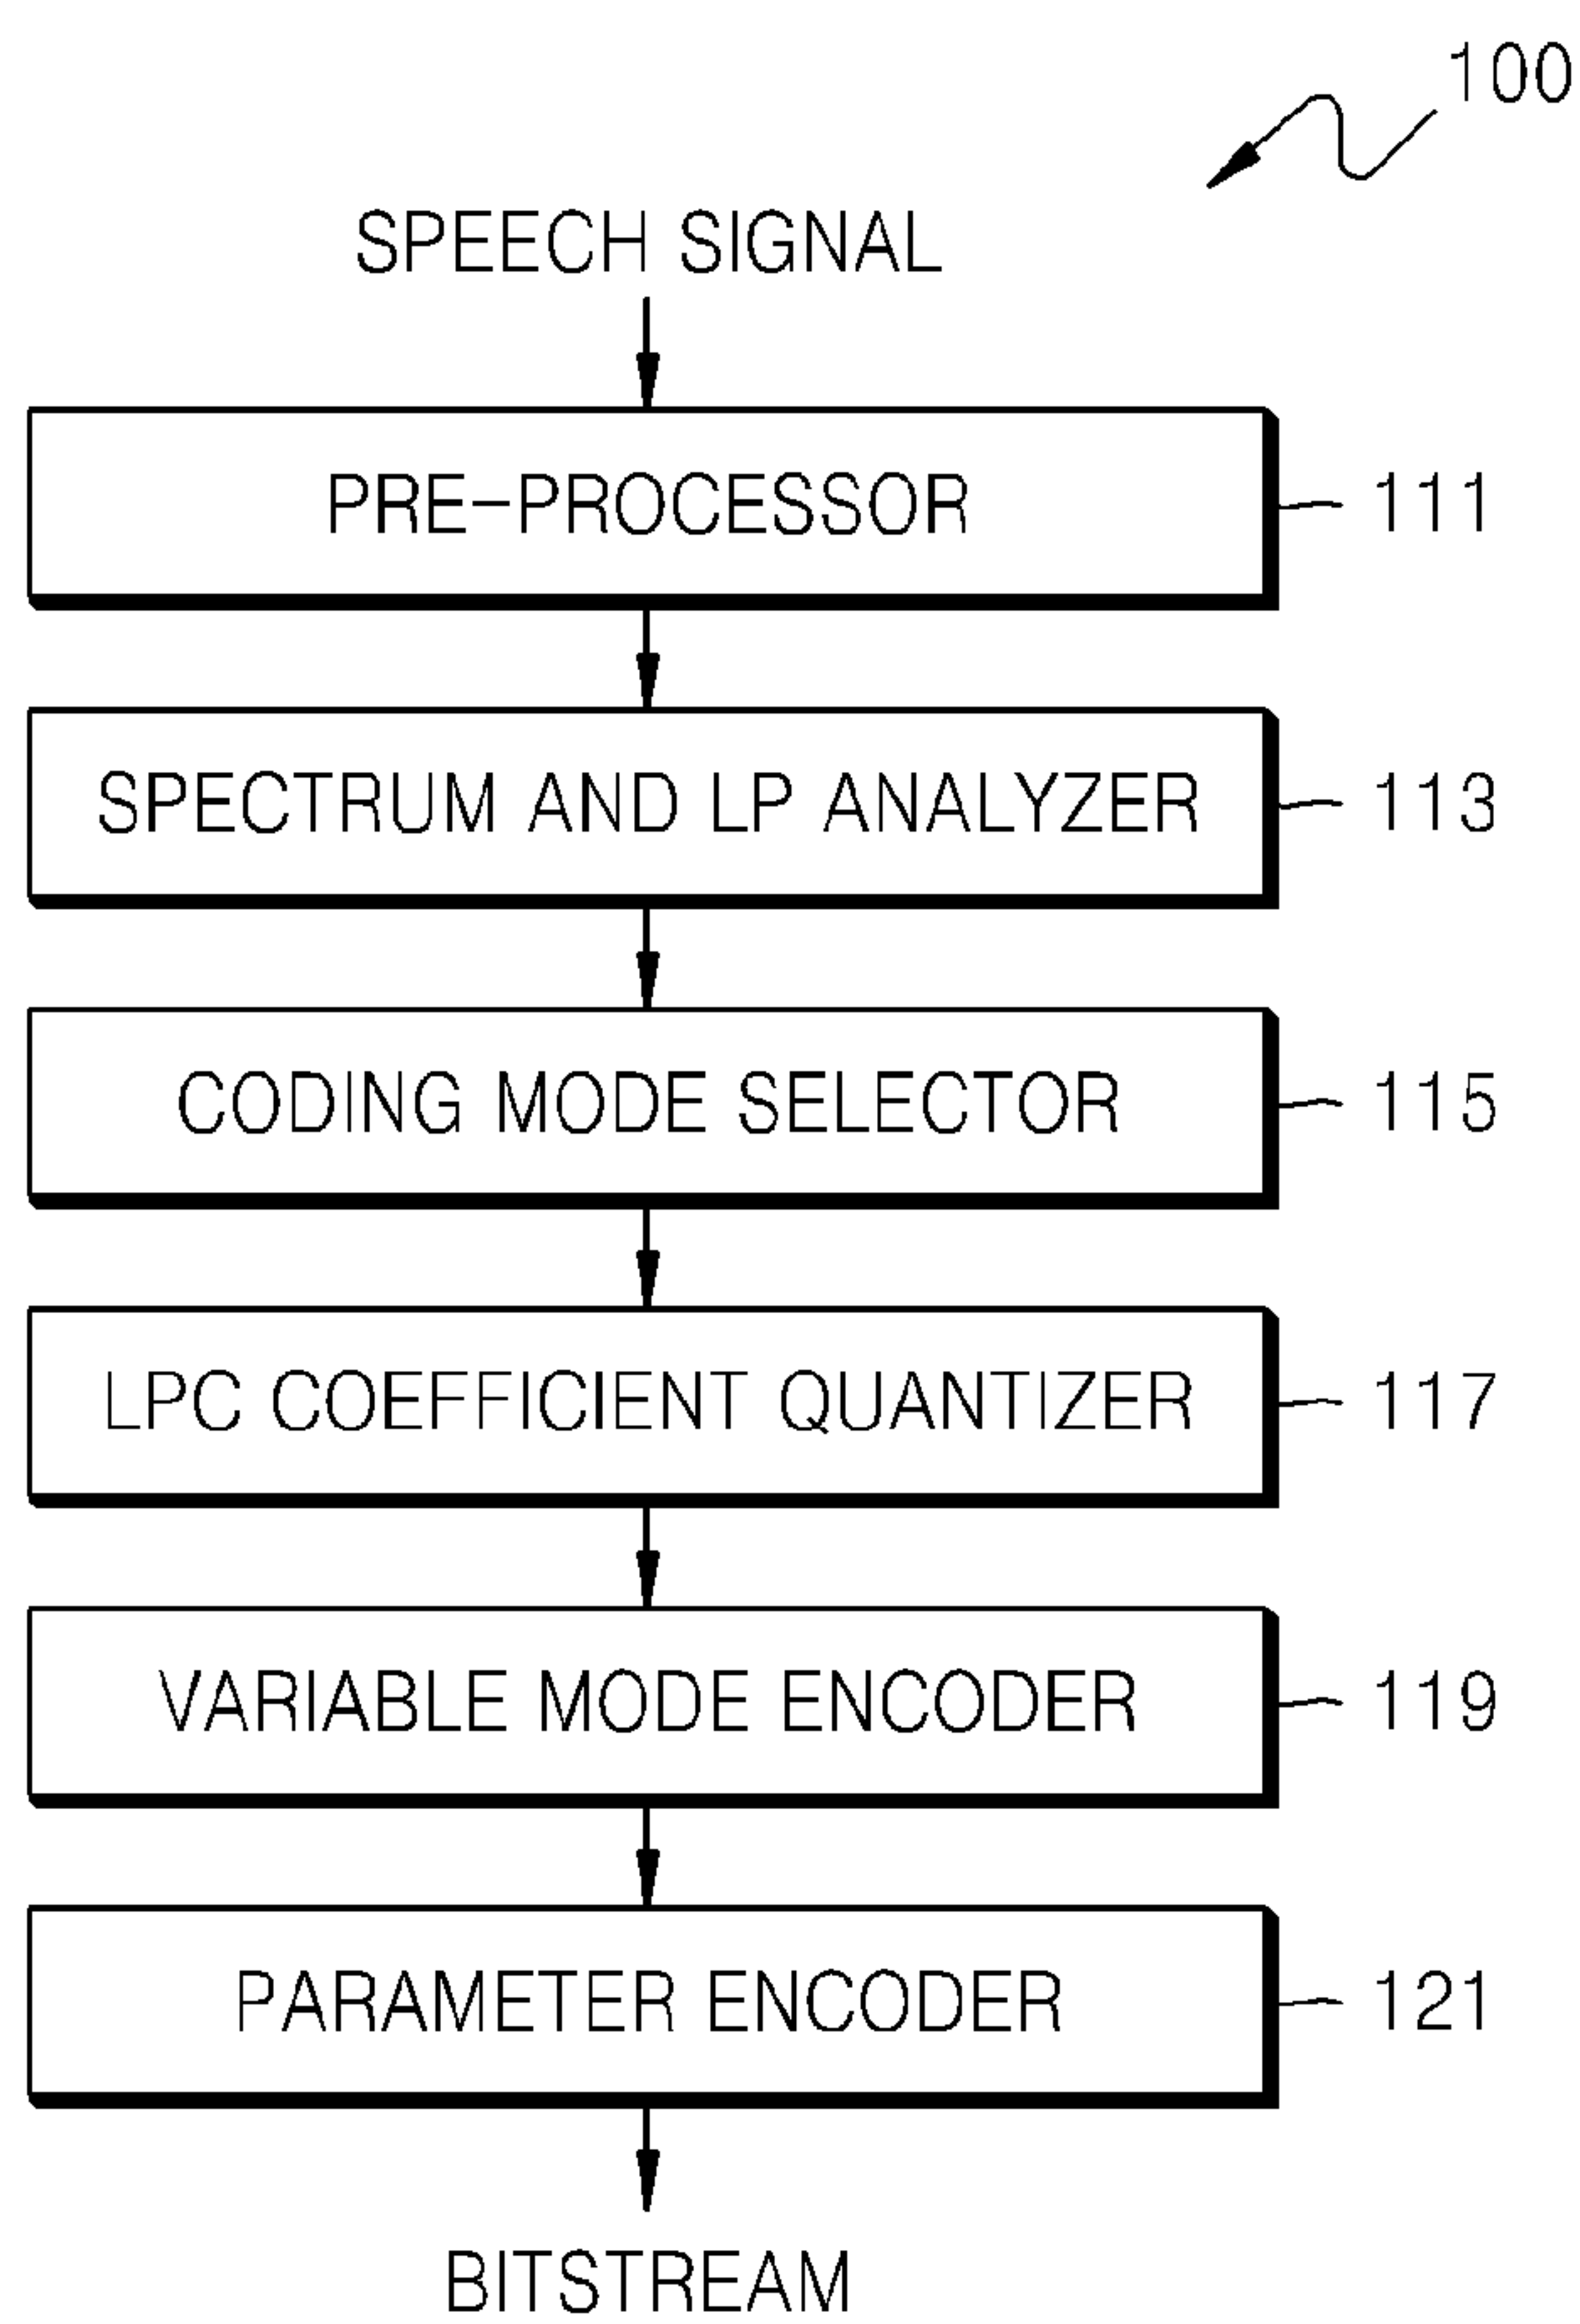 100
SPEECH SIGNAL
PRE-PROCESSOR 111
SPECTRUM AND LP ANALYZER 113
CODING MODE SELECTOR 115
LPC COEFFICIENT QUANTIZER 117
VARIABLE MODE ENCODER 119
PARAMETER ENCODER 121
BITSTREAM